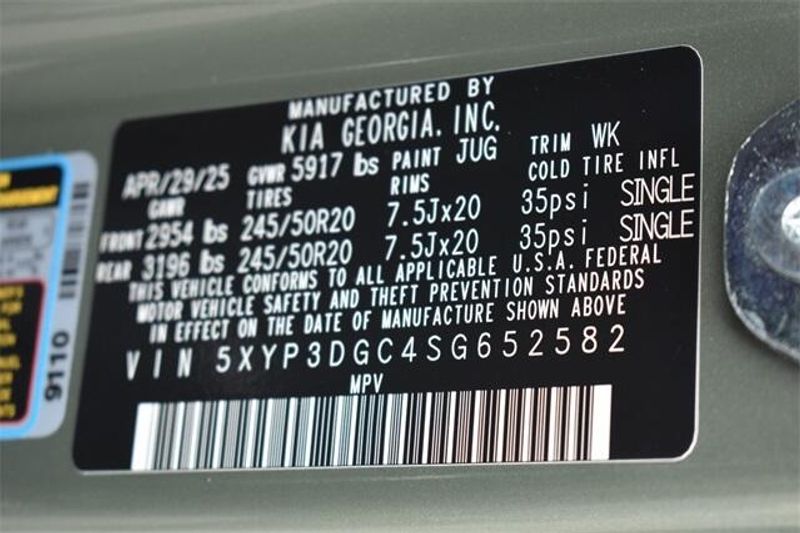 MANUFACTURED BY
KIA GEORGIA, INC.
APR/29/25 GVWR 5917 lbs PAINT JUG TRIM WK
GAWR TIRES RIMS COLD TIRE INFL
FRONT 2954 lbs 245/50R20 7.5Jx20 35psi SINGLE
REAR 3196 lbs 245/50R20 7.5Jx20 35psi SINGLE
THIS VEHICLE CONFORMS TO ALL APPLICABLE U.S.A. FEDERAL
MOTOR VEHICLE SAFETY AND THEFT PREVENTION STANDARDS
IN EFFECT ON THE DATE OF MANUFACTURE SHOWN ABOVE
VIN 5XYP3DGC4SG652582
MPV
9110